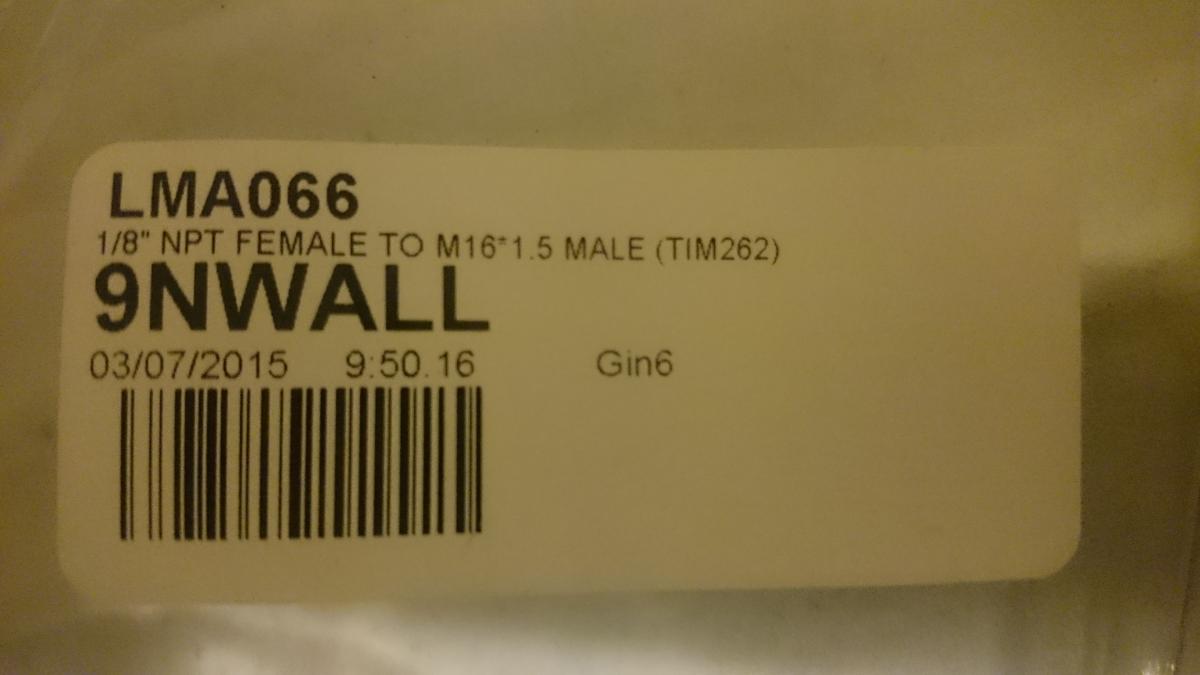 LMA066
1/8" NPT FEMALE TO M16*1.5 MALE (TIM262)
9NWALL
03/07/2015 9:50.16 Gin6